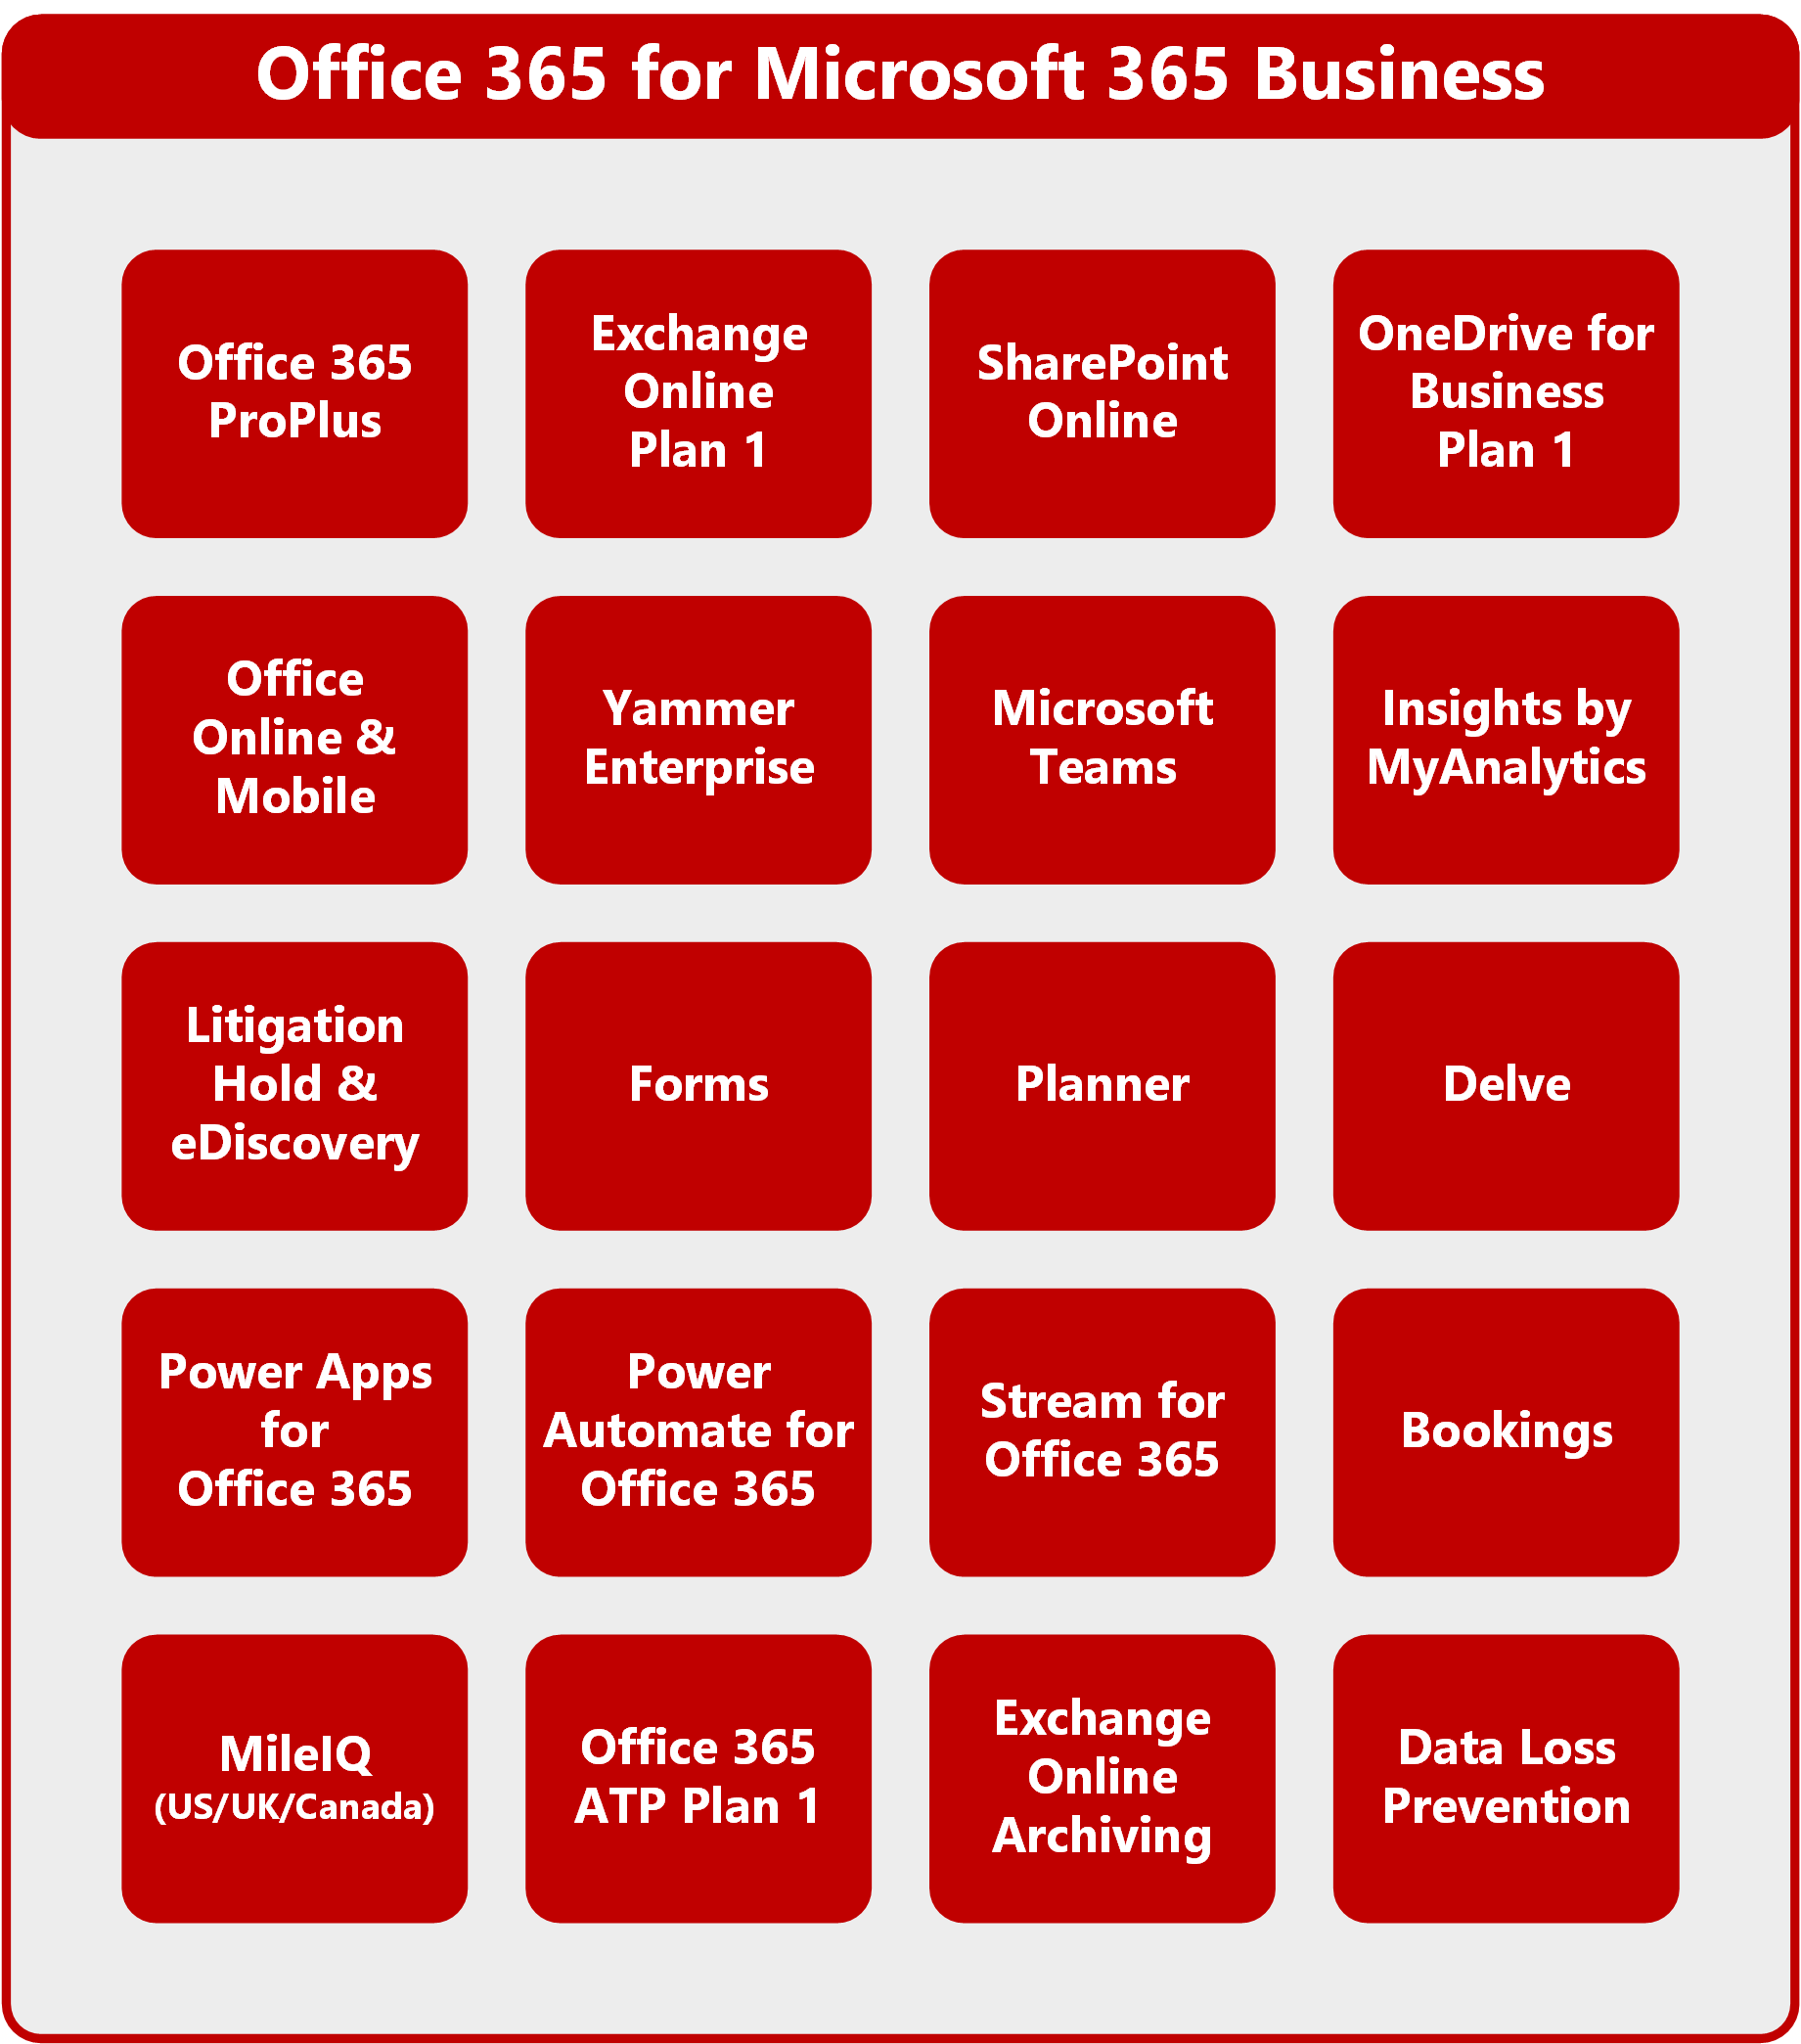 Office 365 for Microsoft 365 Business
Office 365
ProPlus
Exchange
Online
Plan 1
SharePoint
Online
OneDrive for
Business
Plan 1
Office
Online &
Mobile
Yammer
Enterprise
Microsoft
Teams
Insights by
MyAnalytics
Litigation
Hold &
eDiscovery
Forms
Planner
Delve
Power Apps
for
Office 365
Power
Automate for
Office 365
Stream for
Office 365
Bookings
MileIQ
(US/UK/Canada)
Office 365
ATP Plan 1
Exchange
Online
Archiving
Data Loss
Prevention